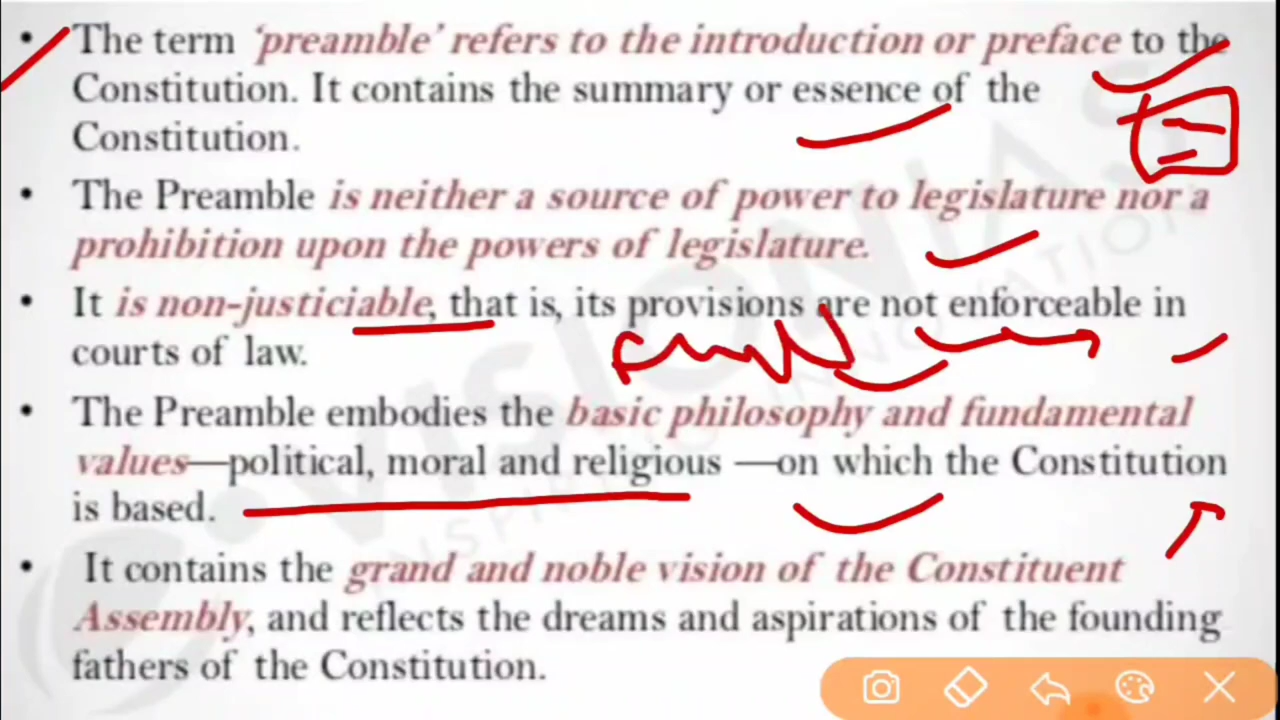 • The term ‘preamble’ refers to the introduction or preface to the
Constitution. It contains the summary or essence of the
Constitution.
• The Preamble is neither a source of power to legislature nor a
prohibition upon the powers of legislature.
• It is non-justiciable, that is, its provisions are not enforceable in
courts of law.
• The Preamble embodies the basic philosophy and fundamental
values—political, moral and religious —on which the Constitution
is based.
• It contains the grand and noble vision of the Constituent
Assembly, and reflects the dreams and aspirations of the founding
fathers of the Constitution.
VISION IAS
INSPIRING INNOVATION